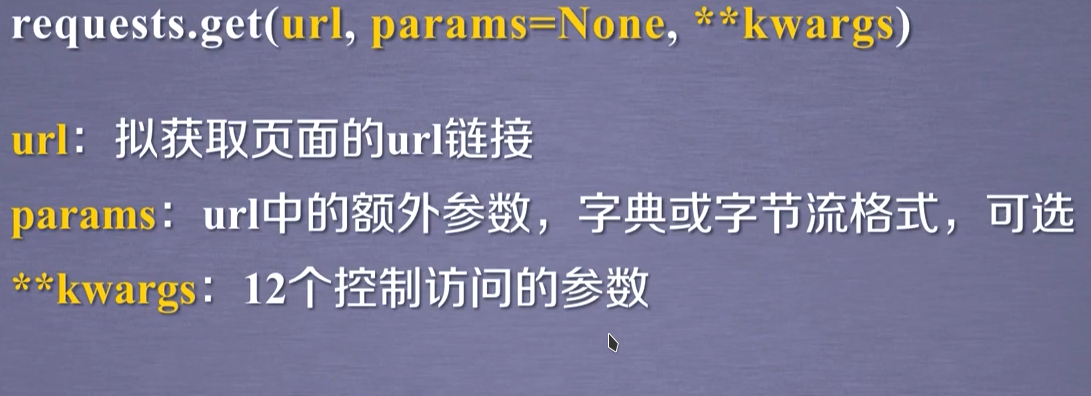 requests.get(url, params=None, **kwargs)
url：拟获取页面的url链接
params：url中的额外参数，字典或字节流格式，可选
**kwargs：12个控制访问的参数